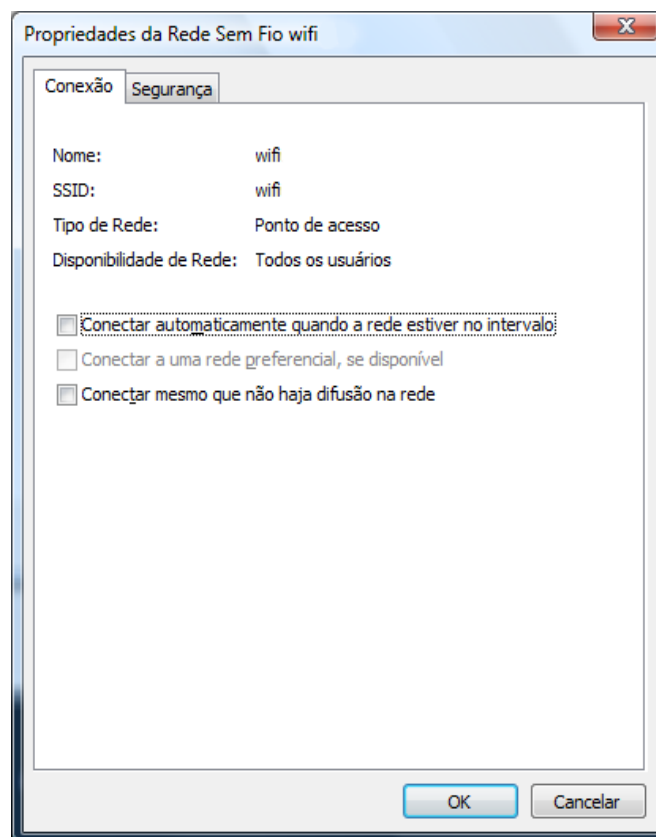 Propriedades da Rede Sem Fio wifi
Conexão Segurança
Nome: wifi
SSID: wifi
Tipo de Rede: Ponto de acesso
Disponibilidade de Rede: Todos os usuários
Conectar automaticamente quando a rede estiver no intervalo
Conectar a uma rede preferencial, se disponível
Conectar mesmo que não haja difusão na rede
OK Cancelar